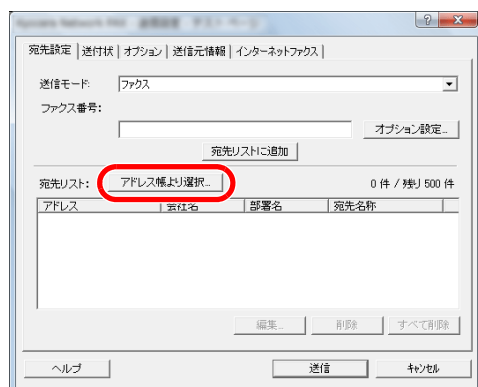 宛先設定 送付状 オプション 送信元情報 インターネットファクス
送信モード: ファクス
ファクス番号:
オプション設定...
宛先リストに追加
宛先リスト: アドレス帳より選択... 0 件 / 残り 500 件
アドレス 会社名 部署名 宛先名称
編集... 削除 すべて削除
ヘルプ 送信 キャンセル